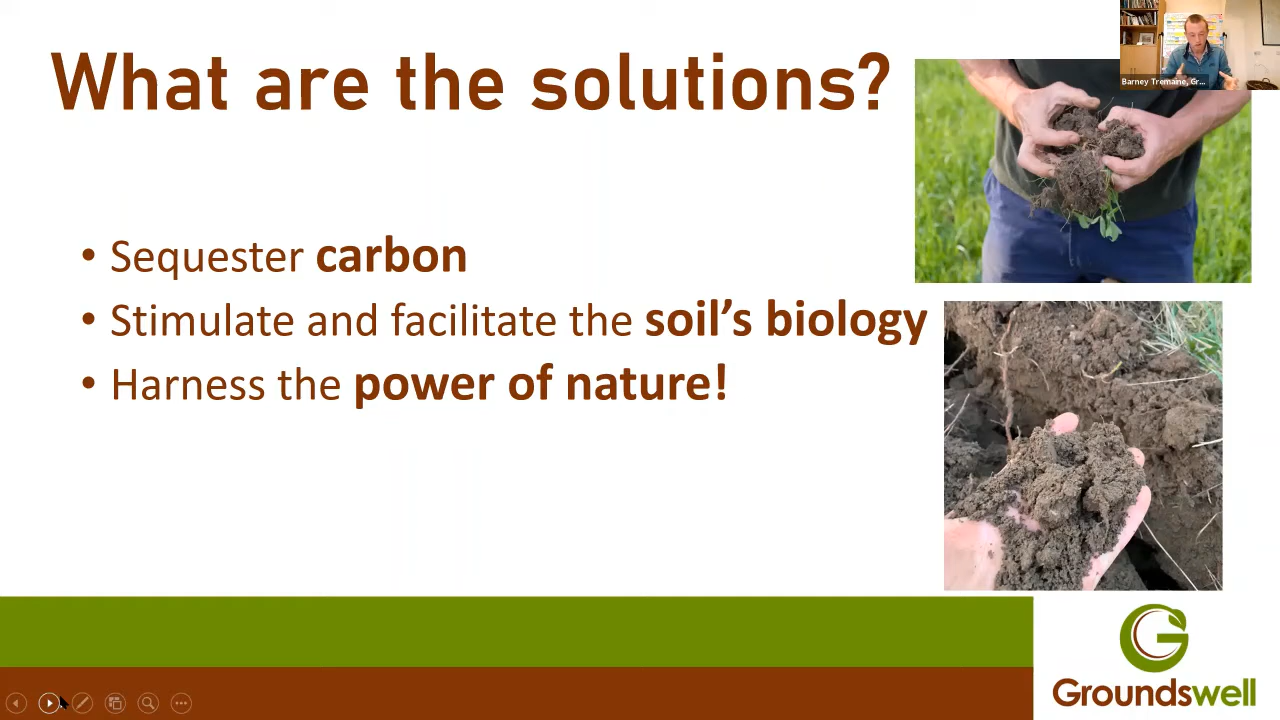 What are the solutions?
Barney Tremaine, Gr...
• Sequester carbon
• Stimulate and facilitate the soil’s biology
• Harness the power of nature!
Groundswell